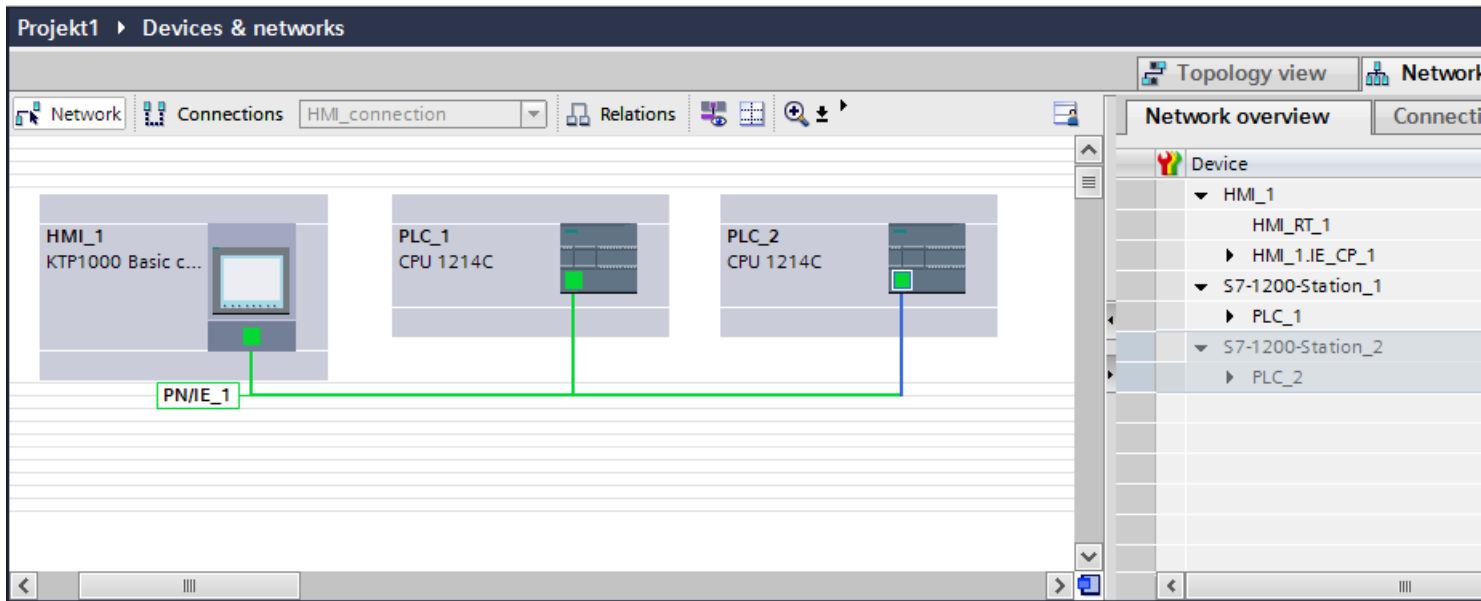 Projekt1 ▸ Devices & networks
Topology view Network
Network Connections HMI_connection Relations
Network overview Connecti
Device
HMI_1
HMI_RT_1
HMI_1.IE_CP_1
S7-1200-Station_1
PLC_1
S7-1200-Station_2
PLC_2
HMI_1
KTP1000 Basic c...
PLC_1
CPU 1214C
PLC_2
CPU 1214C
PN/IE_1